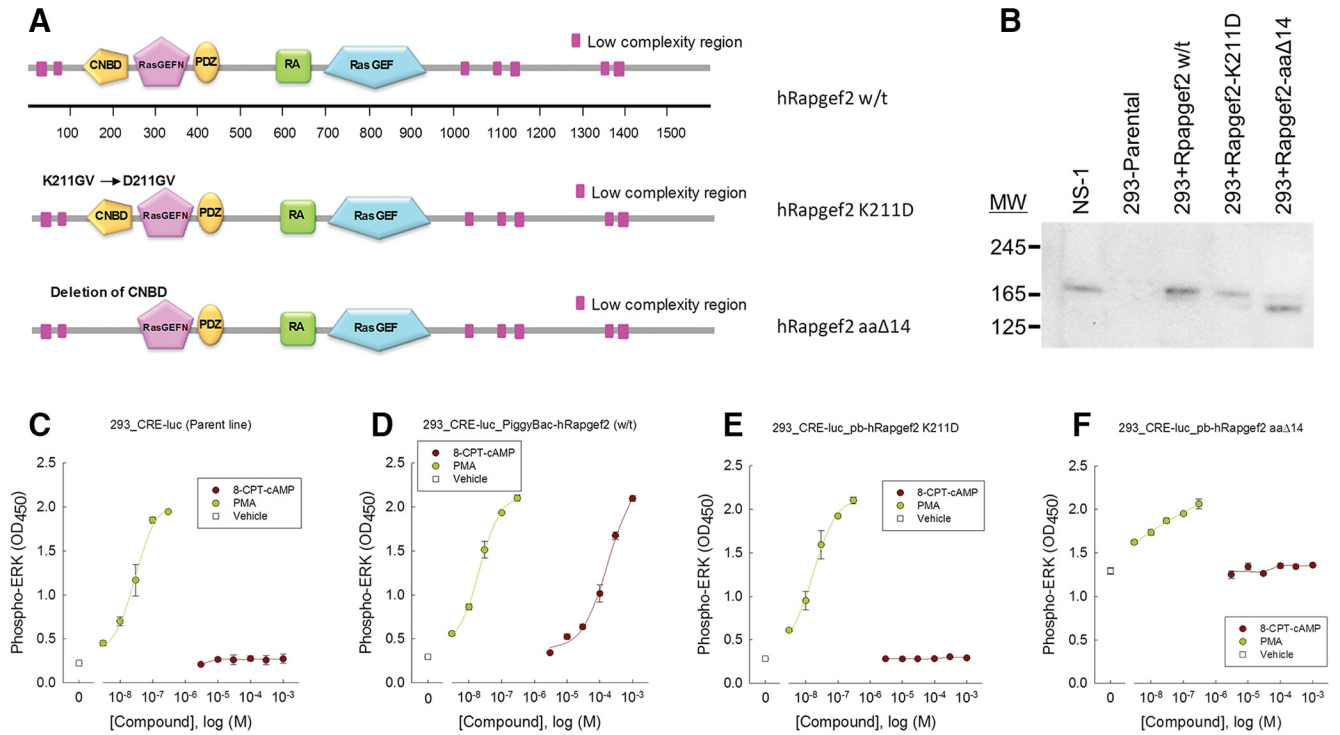 A
CNBD
RasGEFN
PDZ
RA
Ras GEF
Low complexity region
hRapgef2 w/t
100 200 300 400 500 600 700 800 900 1000 1100 1200 1300 1400 1500
K211GV → D211GV
CNBD
RasGEFN
PDZ
RA
Ras GEF
Low complexity region
hRapgef2 K211D
Deletion of CNBD
RasGEFN
PDZ
RA
Ras GEF
Low complexity region
hRapgef2 aaΔ14
B
NS-1
293-Parental
293+Rpapgef2 w/t
293+Rapgef2-K211D
293+Rapgef2-aaΔ14
MW
245
165
125
C
293_CRE-luc (Parent line)
8-CPT-cAMP
PMA
Vehicle
Phospho-ERK (OD450)
2.5
2.0
1.5
1.0
0.5
0.0
0 10-8 10-7 10-6 10-5 10-4 10-3
[Compound], log (M)
D
293_CRE-luc_PiggyBac-hRapgef2 (w/t)
8-CPT-cAMP
PMA
Vehicle
Phospho-ERK (OD450)
2.5
2.0
1.5
1.0
0.5
0.0
0 10-8 10-7 10-6 10-5 10-4 10-3
[Compound], log (M)
E
293_CRE-luc_pb-hRapgef2 K211D
8-CPT-cAMP
PMA
Vehicle
Phospho-ERK (OD450)
2.5
2.0
1.5
1.0
0.5
0.0
0 10-8 10-7 10-6 10-5 10-4 10-3
[Compound], log (M)
F
293_CRE-luc_pb-hRapgef2 aaΔ14
8-CPT-cAMP
PMA
Vehicle
Phospho-ERK (OD450)
2.5
2.0
1.5
1.0
0.5
0.0
0 10-8 10-7 10-6 10-5 10-4 10-3
[Compound], log (M)